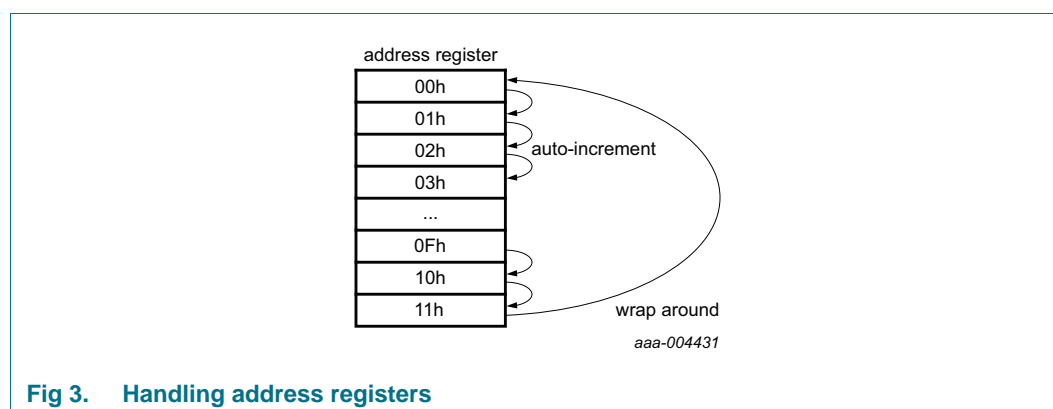 address register
00h
01h
02h
auto-increment
03h
...
0Fh
10h
11h
wrap around
aaa-004431
Fig 3. Handling address registers